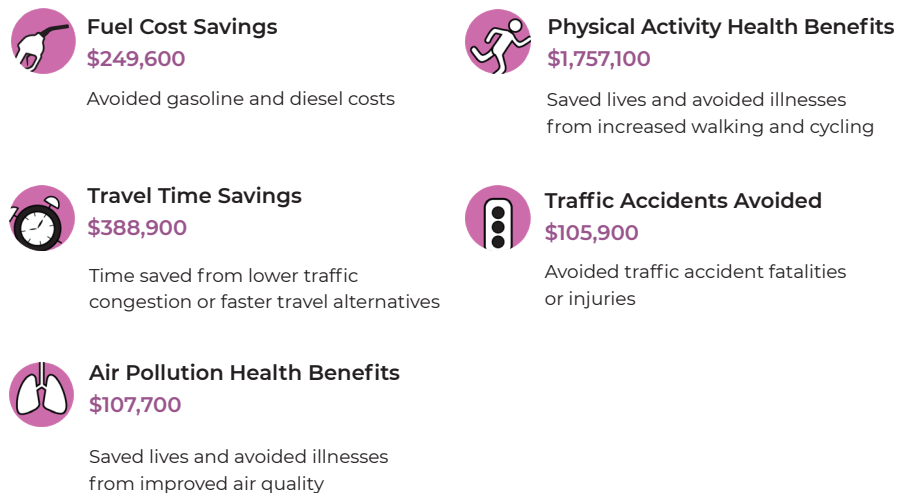 Fuel Cost Savings
$249,600
Avoided gasoline and diesel costs
Physical Activity Health Benefits
$1,757,100
Saved lives and avoided illnesses
from increased walking and cycling
Travel Time Savings
$388,900
Time saved from lower traffic
congestion or faster travel alternatives
Traffic Accidents Avoided
$105,900
Avoided traffic accident fatalities
or injuries
Air Pollution Health Benefits
$107,700
Saved lives and avoided illnesses
from improved air quality